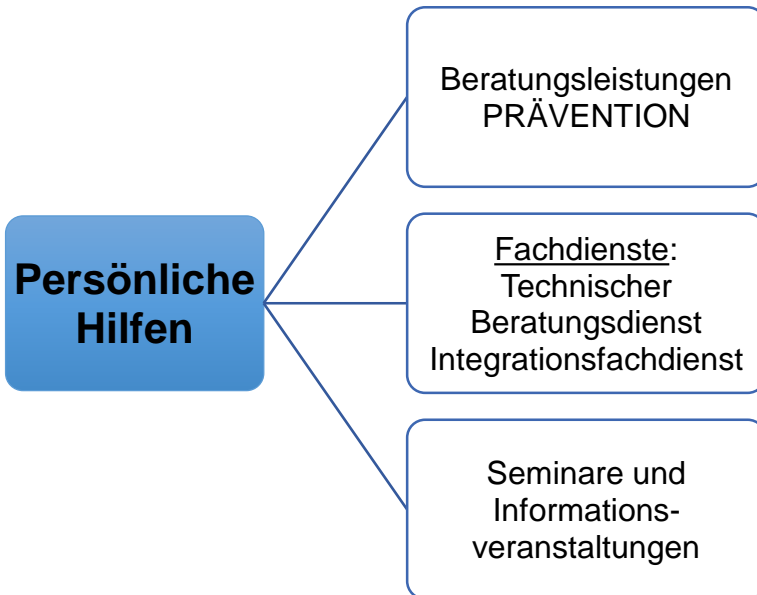 Persönliche
Hilfen
Beratungsleistungen
PRÄVENTION
Fachdienste:
Technischer
Beratungsdienst
Integrationsfachdienst
Seminare und
Informations-
veranstaltungen